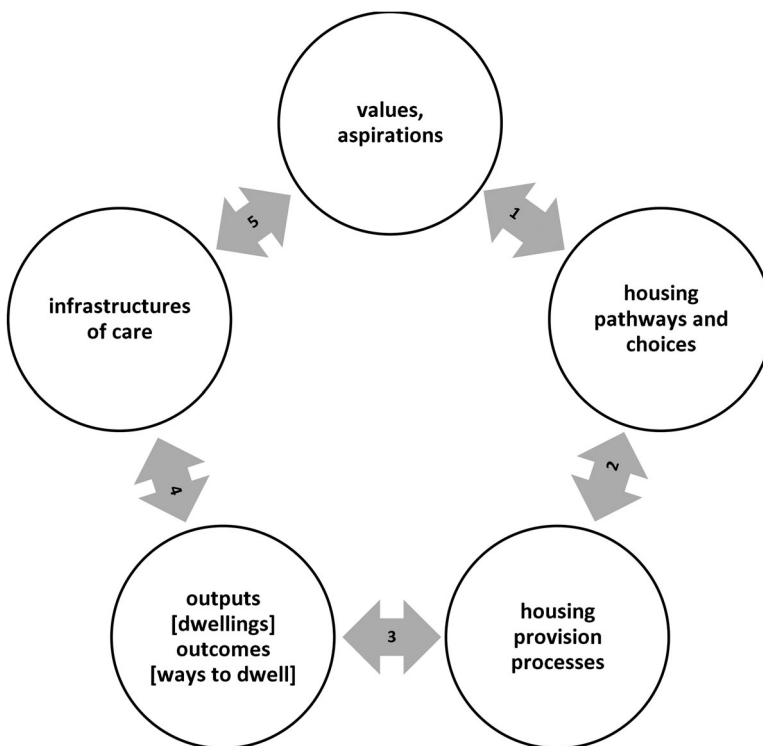 values,
aspirations
1
housing
pathways and
choices
2
housing
provision
processes
3
outputs
[dwellings]
outcomes
[ways to dwell]
4
infrastructures
of care
5